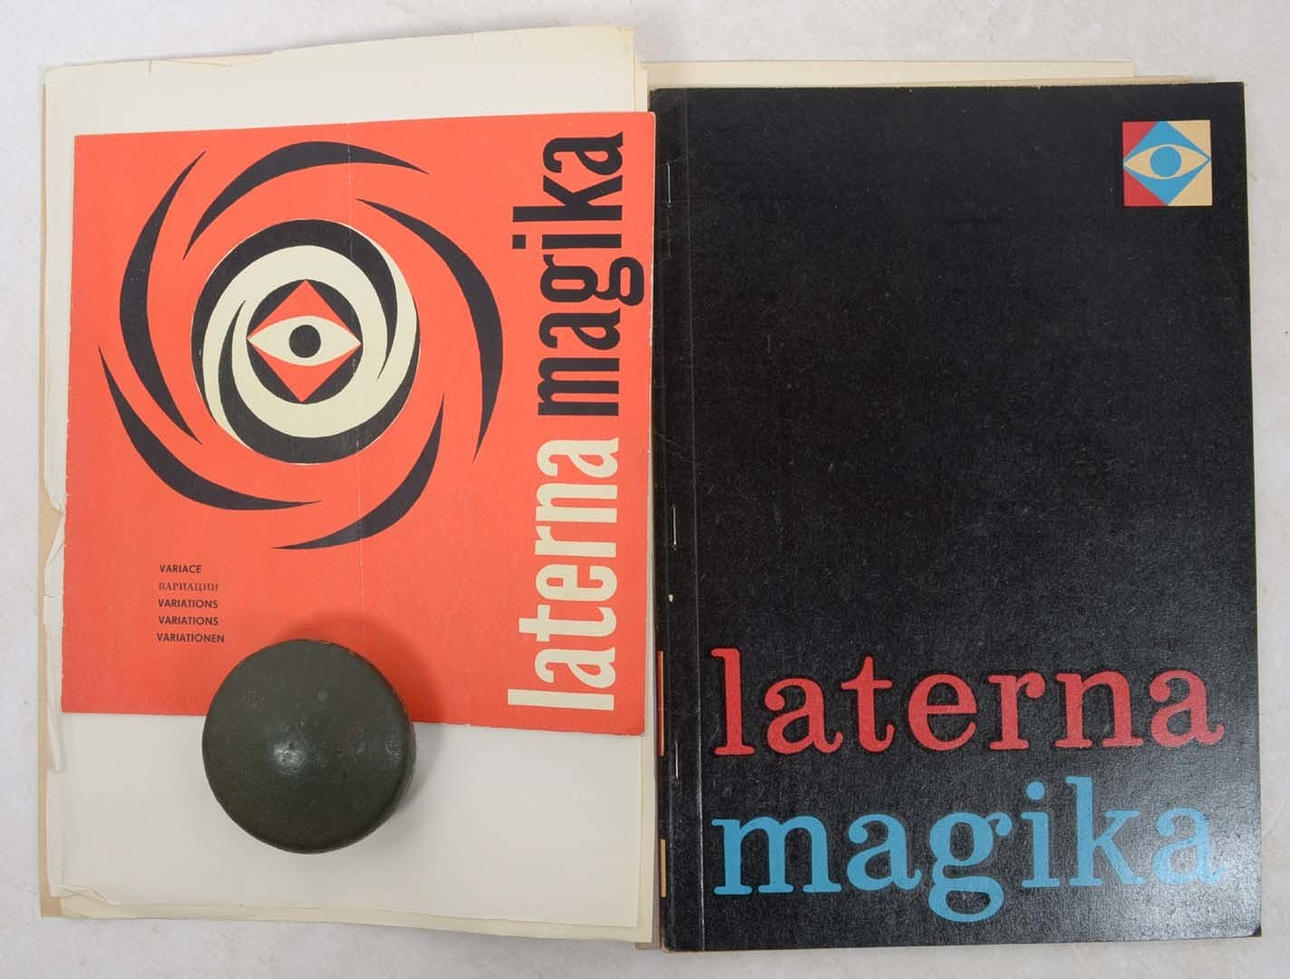 laterna magika
VARIACE
ВАРИАЦИИ
VARIATIONS
VARIATIONS
VARIATIONEN
laterna
magika